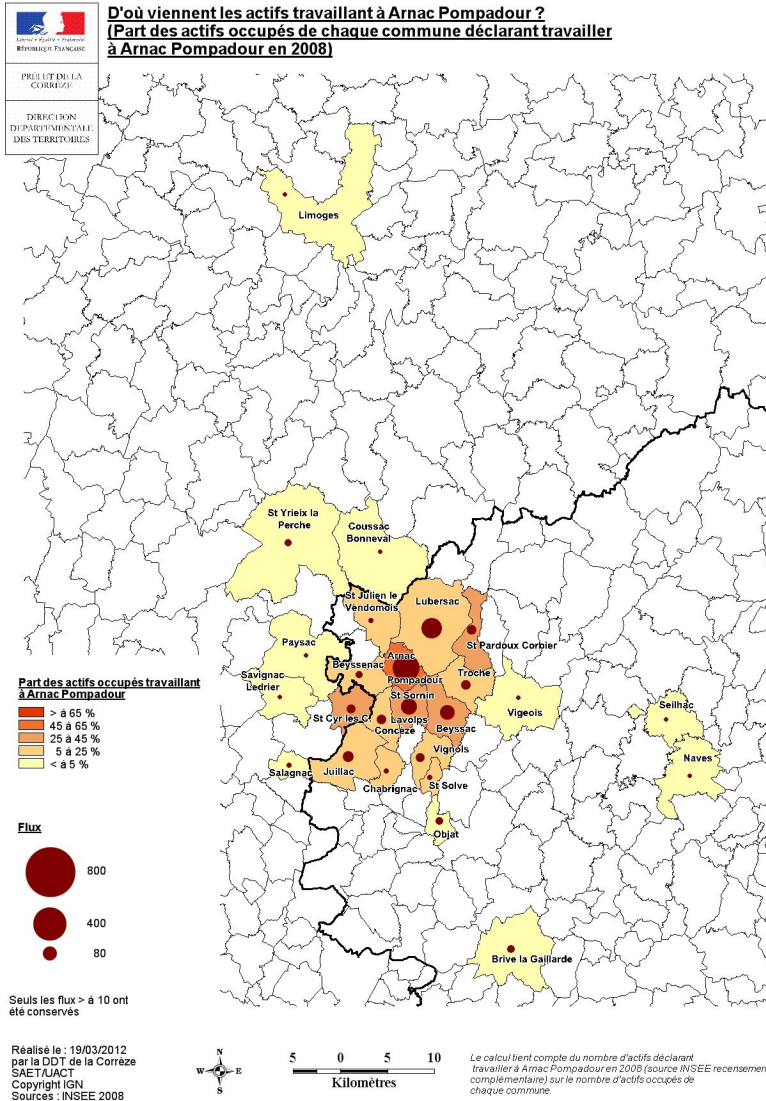 D'où viennent les actifs travaillant à Arnac Pompadour ?
(Part des actifs occupés de chaque commune déclarant travailler
à Arnac Pompadour en 2008)
Liberté • Égalité • Fraternité
RÉPUBLIQUE FRANÇAISE
PRÉFET DE LA
CORRÈZE
DIRECTION
DEPARTEMENTALE
DES TERRITOIRES
Limoges
St Yrieix la
Perche
Coussac
Bonneval
St Julien le
Vendomois
Lubersac
St Pardoux Corbier
Paysac
Arnac
Pompadour
Beyssenac
Troche
Savignac
Ledrier
St Sornin
Lavolps
St Cyr les C.
Concèze
Beyssac
Vigeois
Seilhac
Naves
Vignols
Salagnac
Juillac
Chabrignac
St Solve
Objat
Brive la Gaillarde
Part des actifs occupés travaillant
à Arnac Pompadour
> à 65 %
45 à 65 %
25 à 45 %
5 à 25 %
< à 5 %
Flux
800
400
80
Seuls les flux > à 10 ont
été conservés
Réalisé le : 19/03/2012
par la DDT de la Corrèze
SAET/UACT
Copyright IGN
Sources : INSEE 2008
N
W
E
S
5 0 5 10
Kilomètres
Le calcul tient compte du nombre d'actifs déclarant
travailler à Arnac Pompadour en 2008 (source INSEE recensement
complémentaire) sur le nombre d'actifs occupés de
chaque commune.